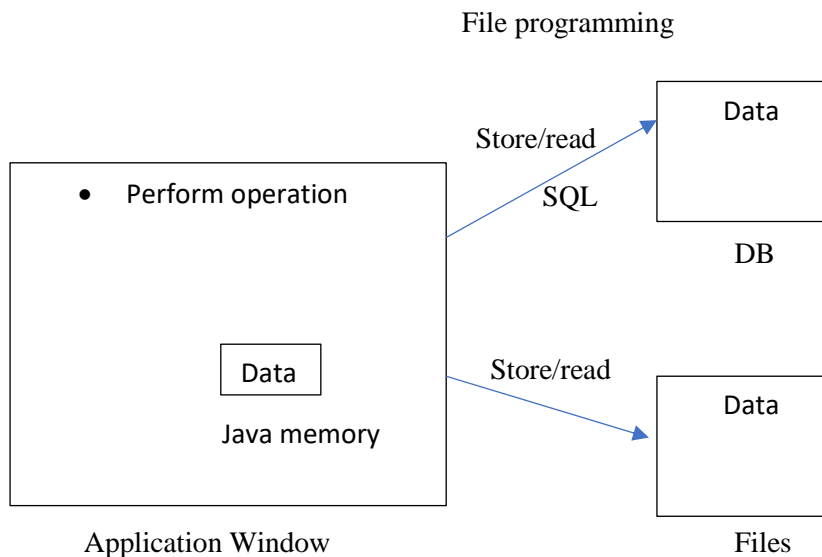 File programming
Data
Store/read
• Perform operation
SQL
DB
Store/read
Data
Data
Java memory
Application Window
Files